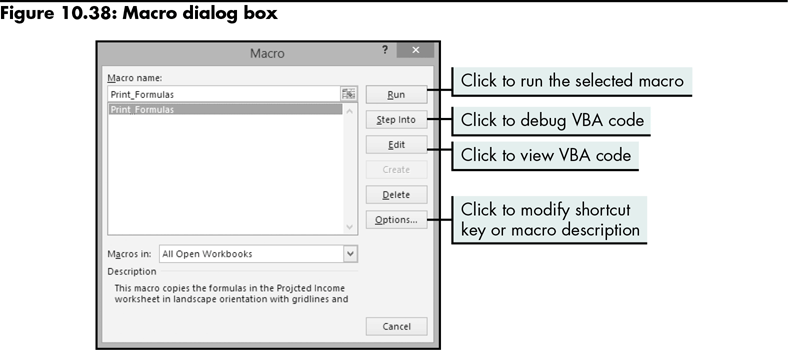 Figure 10.38: Macro dialog box
Macro
? ×
Macro name:
Print_Formulas
Print_Formulas
Run
Step Into
Edit
Create
Delete
Options...
Macros in: All Open Workbooks
Description
This macro copies the formulas in the Projcted Income
worksheet in landscape orientation with gridlines and
Cancel
Click to run the selected macro
Click to debug VBA code
Click to view VBA code
Click to modify shortcut
key or macro description